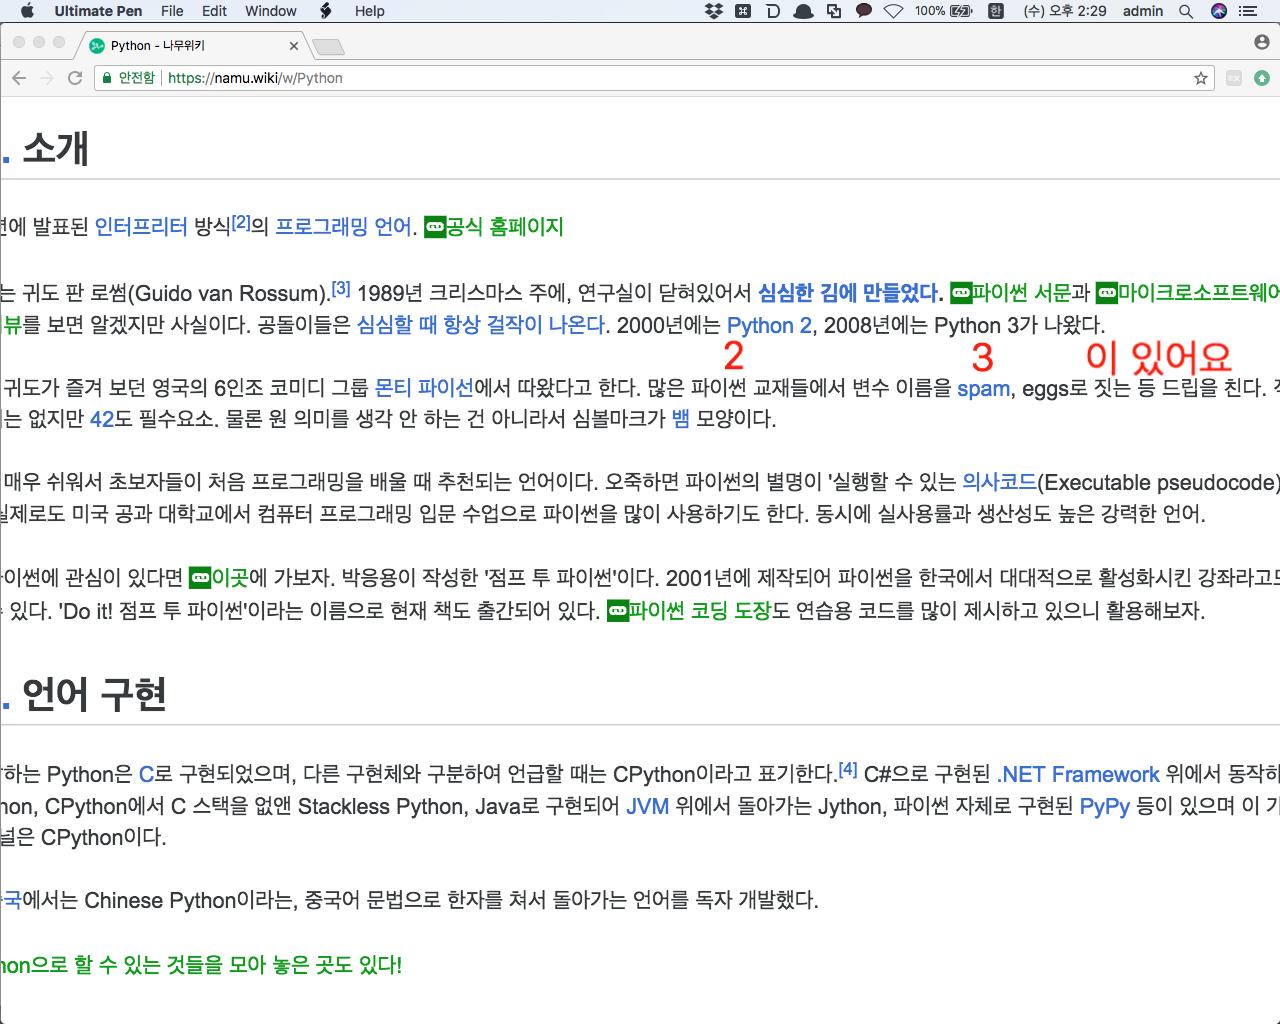 Ultimate Pen File Edit Window Help 100% 한 (수) 오후 2:29 admin
Python - 나무위키
안전함 https://namu.wiki/w/Python
. 소개
에 발표된 인터프리터 방식[2]의 프로그래밍 언어. 공식 홈페이지
는 귀도 판 로썸(Guido van Rossum).[3] 1989년 크리스마스 주에, 연구실이 닫혀있어서 심심한 김에 만들었다. 파이썬 서문과 마이크로소프트웨어
뷰를 보면 알겠지만 사실이다. 공돌이들은 심심할 때 항상 걸작이 나온다. 2000년에는 Python 2, 2008년에는 Python 3가 나왔다.
2 3 이 있어요
귀도가 즐겨 보던 영국의 6인조 코미디 그룹 몬티 파이선에서 따왔다고 한다. 많은 파이썬 교재들에서 변수 이름을 spam, eggs로 짓는 등 드립을 친다.
는 없지만 42도 필수요소. 물론 원 의미를 생각 안 하는 건 아니라서 심볼마크가 뱀 모양이다.
매우 쉬워서 초보자들이 처음 프로그래밍을 배울 때 추천되는 언어이다. 오죽하면 파이썬의 별명이 '실행할 수 있는 의사코드(Executable pseudocode)
실제로도 미국 공과 대학교에서 컴퓨터 프로그래밍 입문 수업으로 파이썬을 많이 사용하기도 한다. 동시에 실사용률과 생산성도 높은 강력한 언어.
이썬에 관심이 있다면 이곳에 가보자. 박응용이 작성한 '점프 투 파이썬'이다. 2001년에 제작되어 파이썬을 한국에서 대대적으로 활성화시킨 강좌라고
있다. 'Do it! 점프 투 파이썬'이라는 이름으로 현재 책도 출간되어 있다. 파이썬 코딩 도장도 연습용 코드를 많이 제시하고 있으니 활용해보자.
. 언어 구현
하는 Python은 C로 구현되었으며, 다른 구현체와 구분하여 언급할 때는 CPython이라고 표기한다.[4] C#으로 구현된 .NET Framework 위에서 동작하
hon, CPython에서 C 스택을 없앤 Stackless Python, Java로 구현되어 JVM 위에서 돌아가는 Jython, 파이썬 자체로 구현된 PyPy 등이 있으며 이
널은 CPython이다.
국에서는 Chinese Python이라는, 중국어 문법으로 한자를 쳐서 돌아가는 언어를 독자 개발했다.
hon으로 할 수 있는 것들을 모아 놓은 곳도 있다!